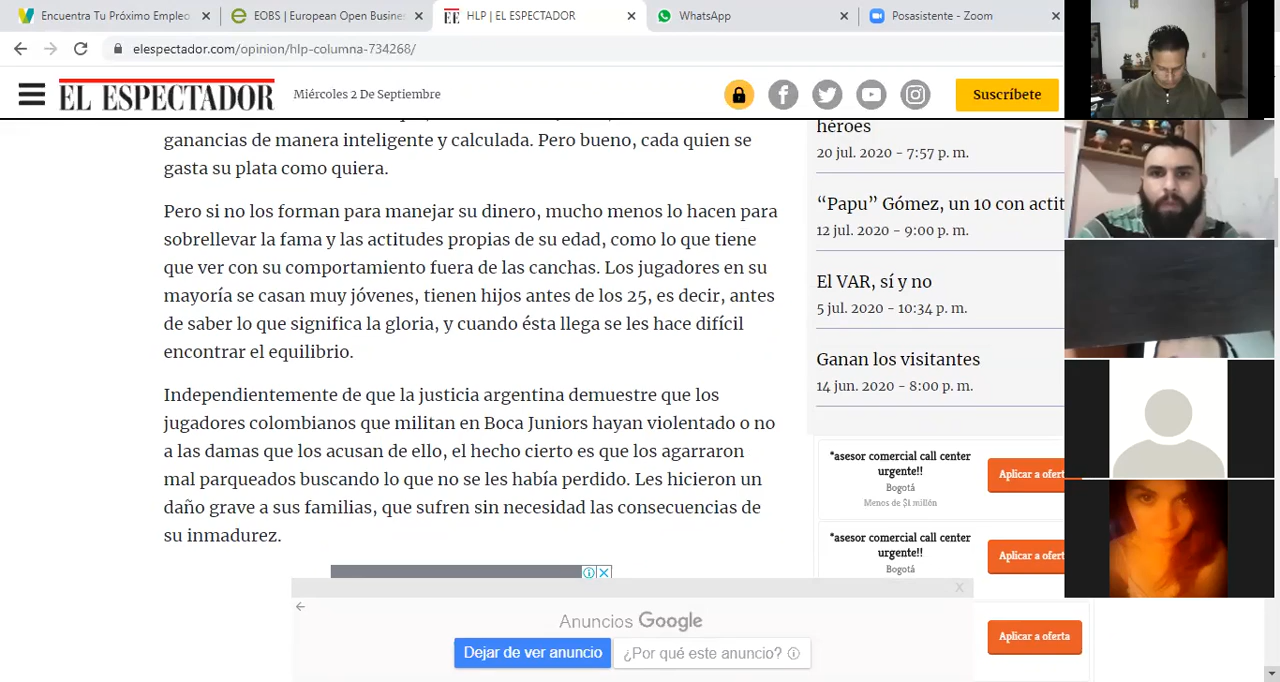 Encuentra Tu Próximo Empleo
EOBS | European Open Busines
HLP | EL ESPECTADOR
WhatsApp
Posasistente - Zoom
elespectador.com/opinion/hlp-columna-734268/
EL ESPECTADOR
Miércoles 2 De Septiembre
Suscríbete
ganancias de manera inteligente y calculada. Pero bueno, cada quien se
gasta su plata como quiera.
Pero si no los forman para manejar su dinero, mucho menos lo hacen para
sobrellevar la fama y las actitudes propias de su edad, como lo que tiene
que ver con su comportamiento fuera de las canchas. Los jugadores en su
mayoría se casan muy jóvenes, tienen hijos antes de los 25, es decir, antes
de saber lo que significa la gloria, y cuando ésta llega se les hace difícil
encontrar el equilibrio.
Independientemente de que la justicia argentina demuestre que los
jugadores colombianos que militan en Boca Juniors hayan violentado o no
a las damas que los acusan de ello, el hecho cierto es que los agarraron
mal parqueados buscando lo que no se les había perdido. Les hicieron un
daño grave a sus familias, que sufren sin necesidad las consecuencias de
su inmadurez.
héroes
20 jul. 2020 - 7:57 p. m.
“Papu” Gómez, un 10 con actit
12 jul. 2020 - 9:00 p. m.
El VAR, sí y no
5 jul. 2020 - 10:34 p. m.
Ganan los visitantes
14 jun. 2020 - 8:00 p. m.
*asesor comercial call center
urgente!!
Bogotá
Menos de $1 millón
Aplicar a ofert
*asesor comercial call center
urgente!!
Bogotá
Aplicar a ofert
Aplicar a oferta
X
Anuncios Google
Dejar de ver anuncio
¿Por qué este anuncio?